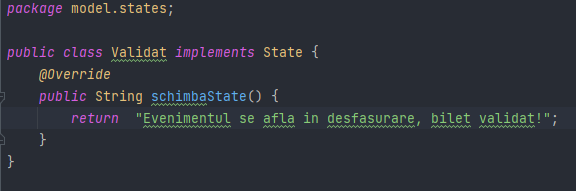 package model.states;
public class Validat implements State {
@Override
public String schimbaState() {
return  "Evenimentul se afla in desfasurare, bilet validat!";
}
}